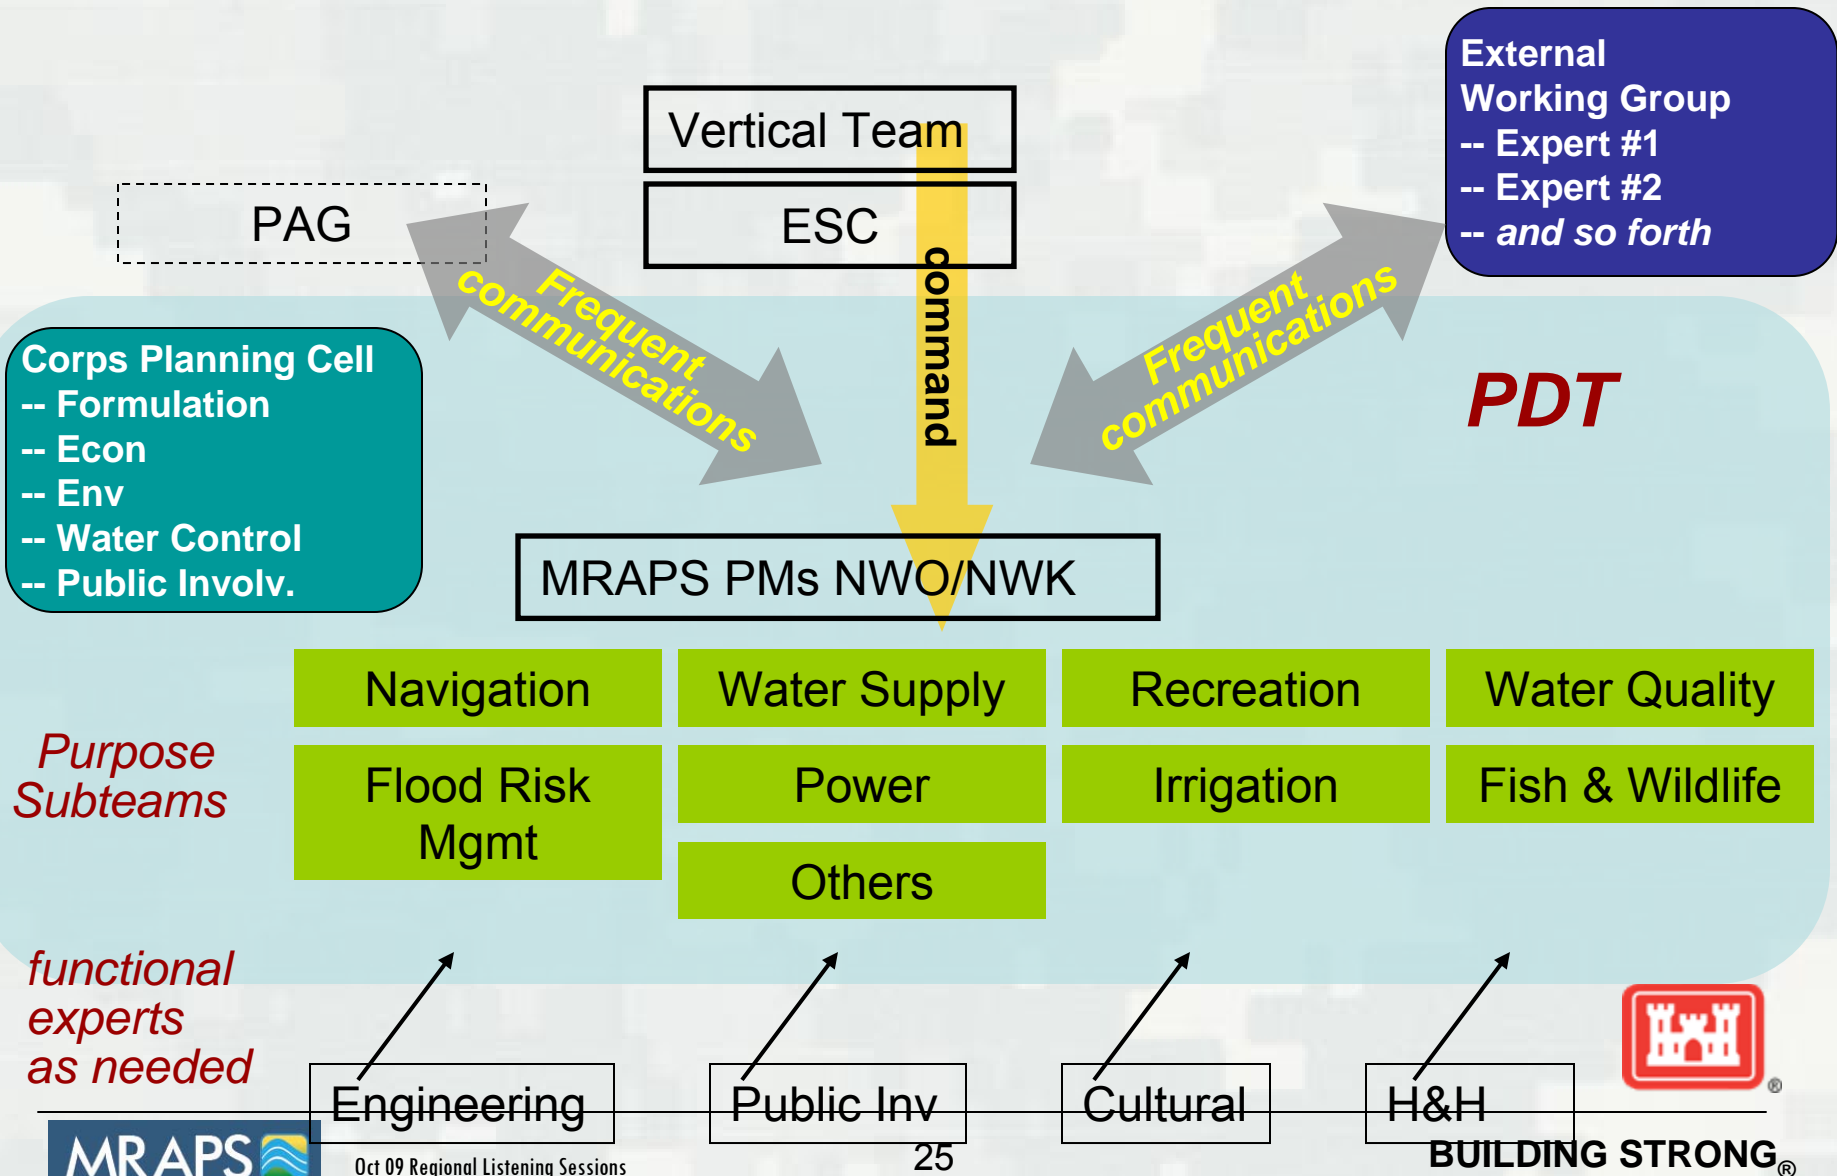 Vertical Team
ESC
PAG
External
Working Group
-- Expert #1
-- Expert #2
-- and so forth
Frequent
communications
command
Frequent
communications
PDT
Corps Planning Cell
-- Formulation
-- Econ
-- Env
-- Water Control
-- Public Involv.
MRAPS PMs NWO/NWK
Purpose
Subteams
Navigation
Water Supply
Recreation
Water Quality
Flood Risk
Mgmt
Power
Irrigation
Fish & Wildlife
Others
functional
experts
as needed
Engineering
Public Inv
Cultural
H&H
®
MRAPS
Oct 09 Regional Listening Sessions
25
BUILDING STRONG®